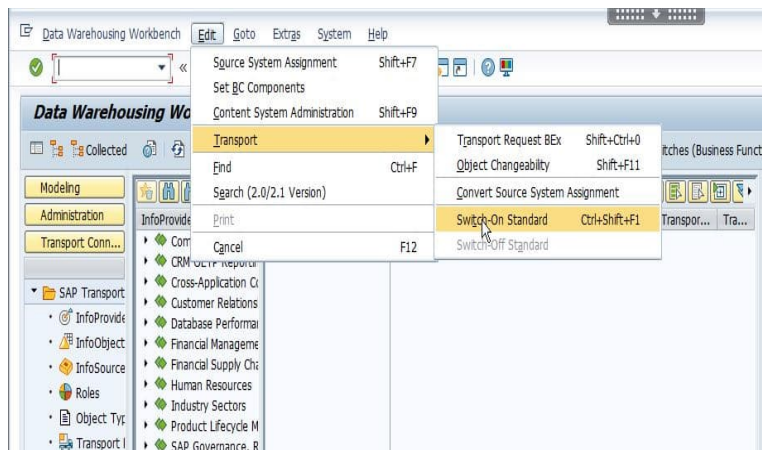 Data Warehousing Workbench Edit Goto Extras System Help
Source System Assignment Shift+F7
Set BC Components
Content System Administration Shift+F9
Transport
Find Ctrl+F
Search (2.0/2.1 Version)
Print
Cancel F12
Transport Request BEx Shift+Ctrl+0
Object Changeability Shift+F11
Convert Source System Assignment
Switch-On Standard Ctrl+Shift+F1
Switch-Off Standard
Data Warehousing Wo
Collected
itches (Business Funct
Modeling
Administration
Transport Conn...
InfoProvide
Transpor... Tra...
SAP Transport
InfoProvide
InfoObject
InfoSource
Roles
Object Typ
Transport
Com
CRM OLTP Reportin
Cross-Application Co
Customer Relations
Database Performan
Financial Manageme
Financial Supply Cha
Human Resources
Industry Sectors
Product Lifecycle M
SAP Governance, R